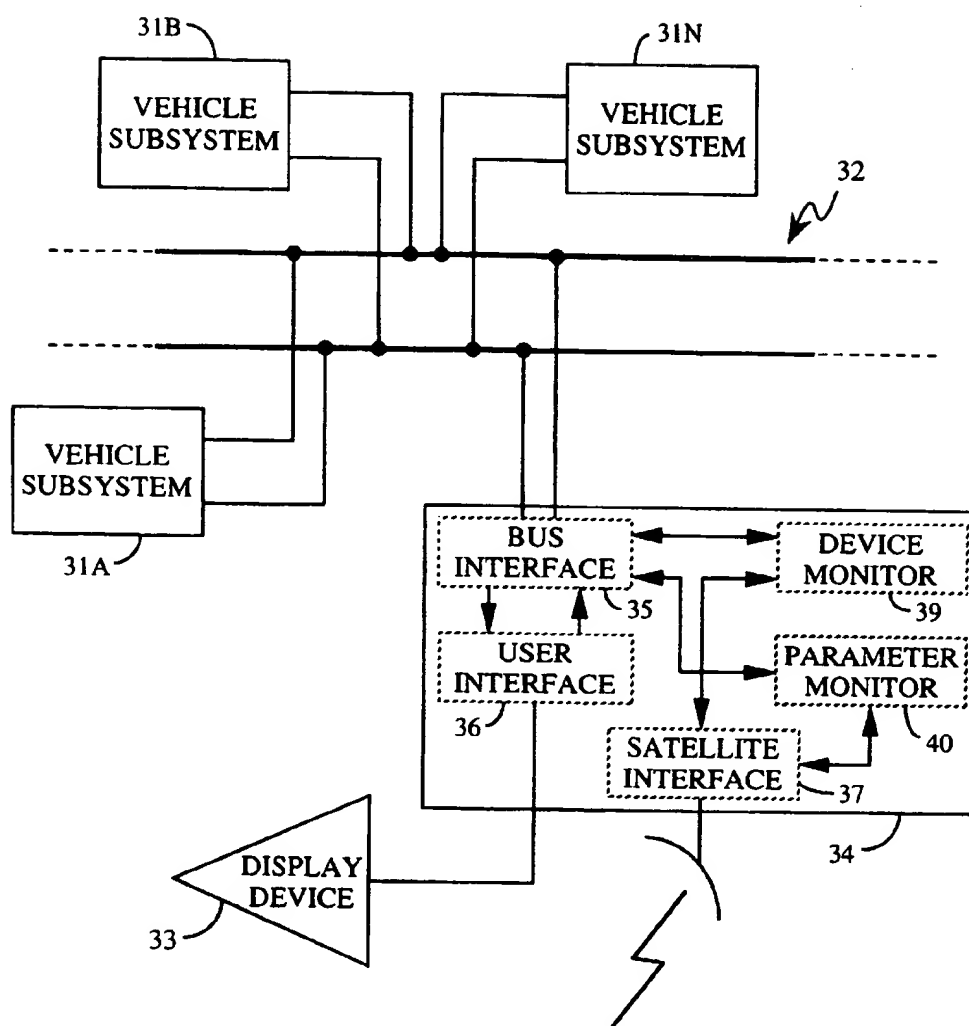 31B
VEHICLE
SUBSYSTEM
31N
VEHICLE
SUBSYSTEM
32
VEHICLE
SUBSYSTEM
31A
BUS
INTERFACE
35
DEVICE
MONITOR
39
USER
INTERFACE
36
PARAMETER
MONITOR
40
SATELLITE
INTERFACE
37
34
DISPLAY
DEVICE
33